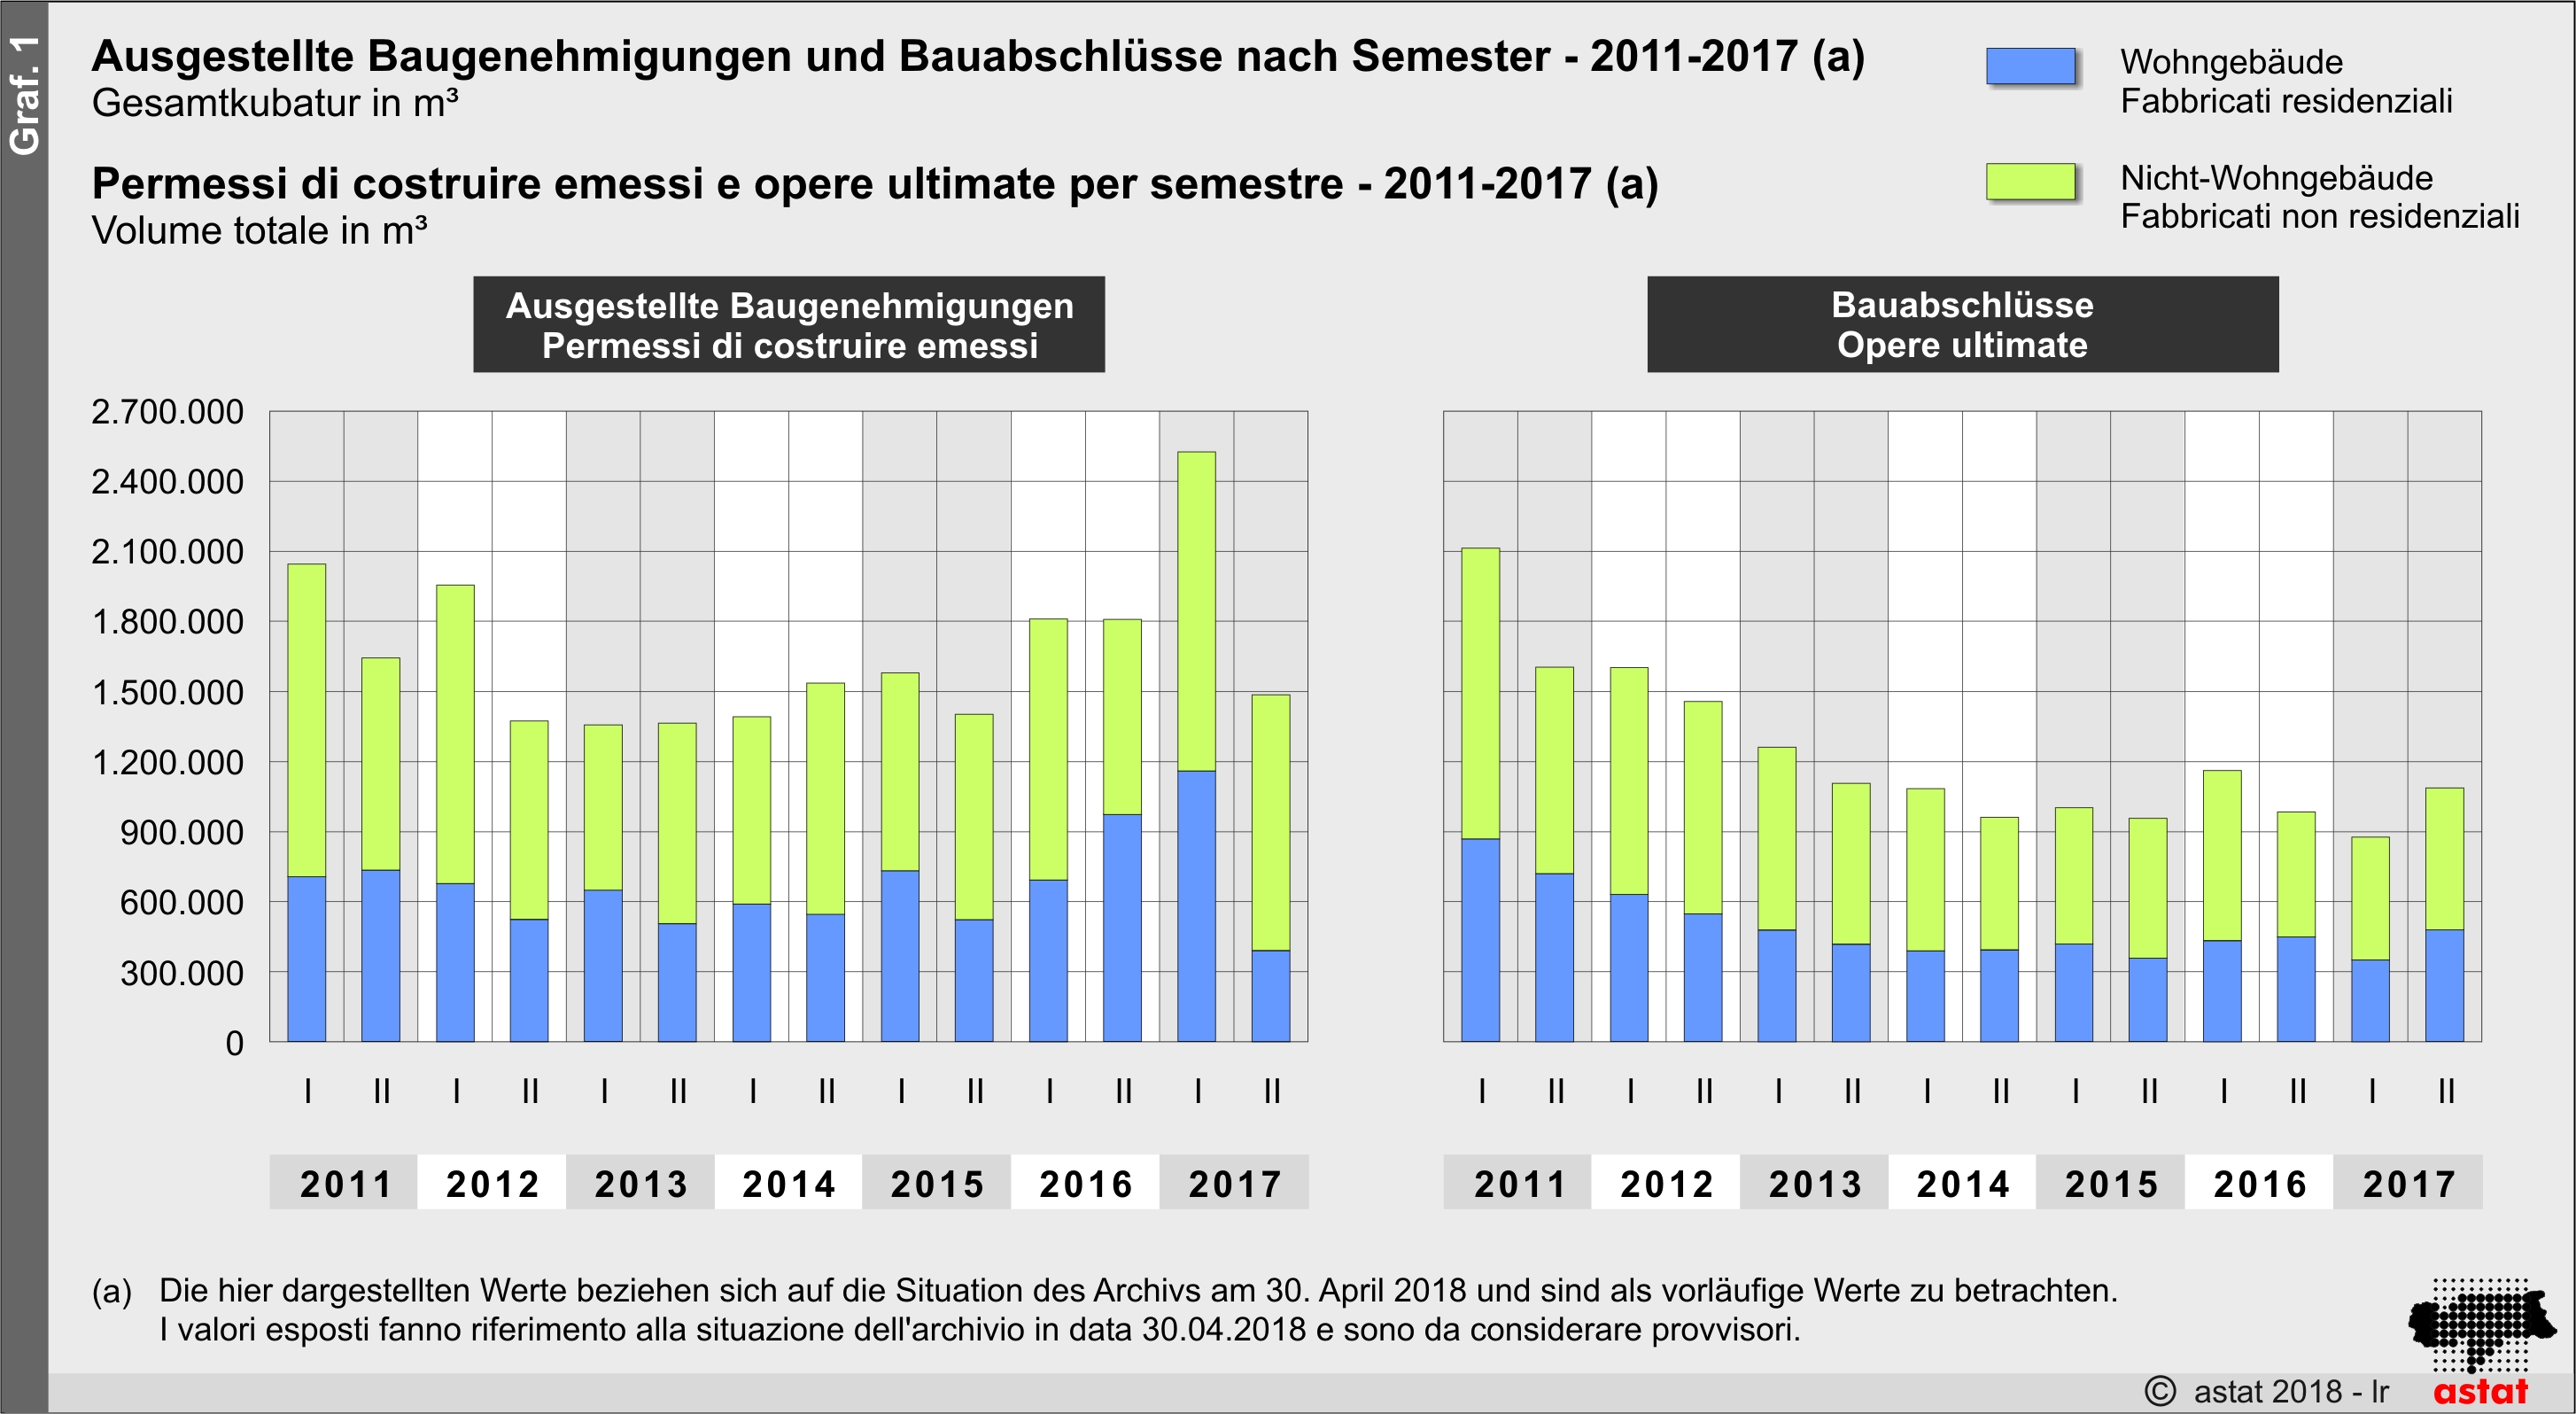 Graf. 1
Ausgestellte Baugenehmigungen und Bauabschlüsse nach Semester - 2011-2017 (a)
Gesamtkubatur in m³
Permessi di costruire emessi e opere ultimate per semestre - 2011-2017 (a)
Volume totale in m³
Wohngebäude
Fabbricati residenziali
Nicht-Wohngebäude
Fabbricati non residenziali
Ausgestellte Baugenehmigungen
Permessi di costruire emessi
Bauabschlüsse
Opere ultimate
2.700.000
2.400.000
2.100.000
1.800.000
1.500.000
1.200.000
900.000
600.000
300.000
0
I II I II I II I II I II I II I II
2011 2012 2013 2014 2015 2016 2017
I II I II I II I II I II I II I II
2011 2012 2013 2014 2015 2016 2017
(a) Die hier dargestellten Werte beziehen sich auf die Situation des Archivs am 30. April 2018 und sind als vorläufige Werte zu betrachten.
I valori esposti fanno riferimento alla situazione dell'archivio in data 30.04.2018 e sono da considerare provvisori.
© astat 2018 - lr
astat